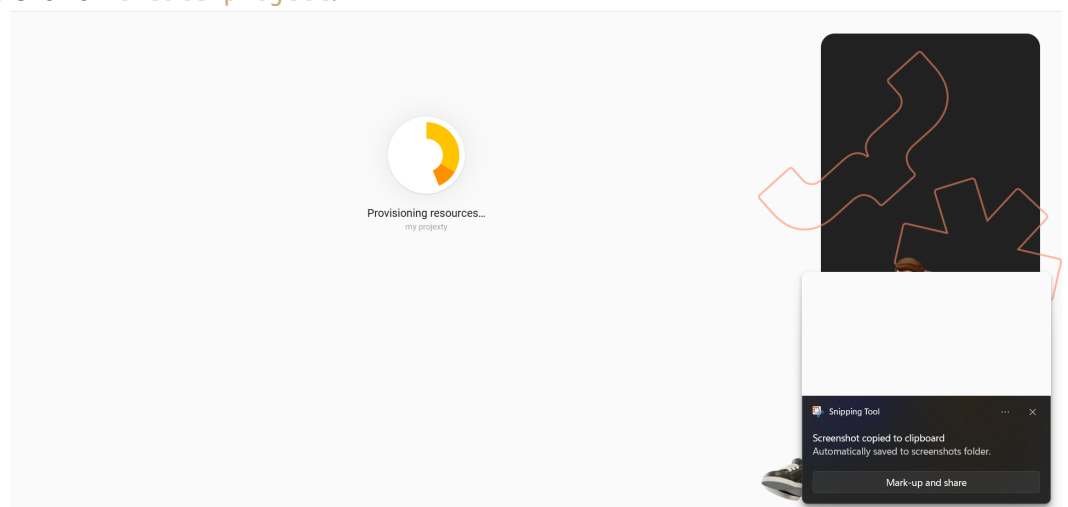 Provisioning resources...
my projexty
Snipping Tool
Screenshot copied to clipboard
Automatically saved to screenshots folder.
Mark-up and share